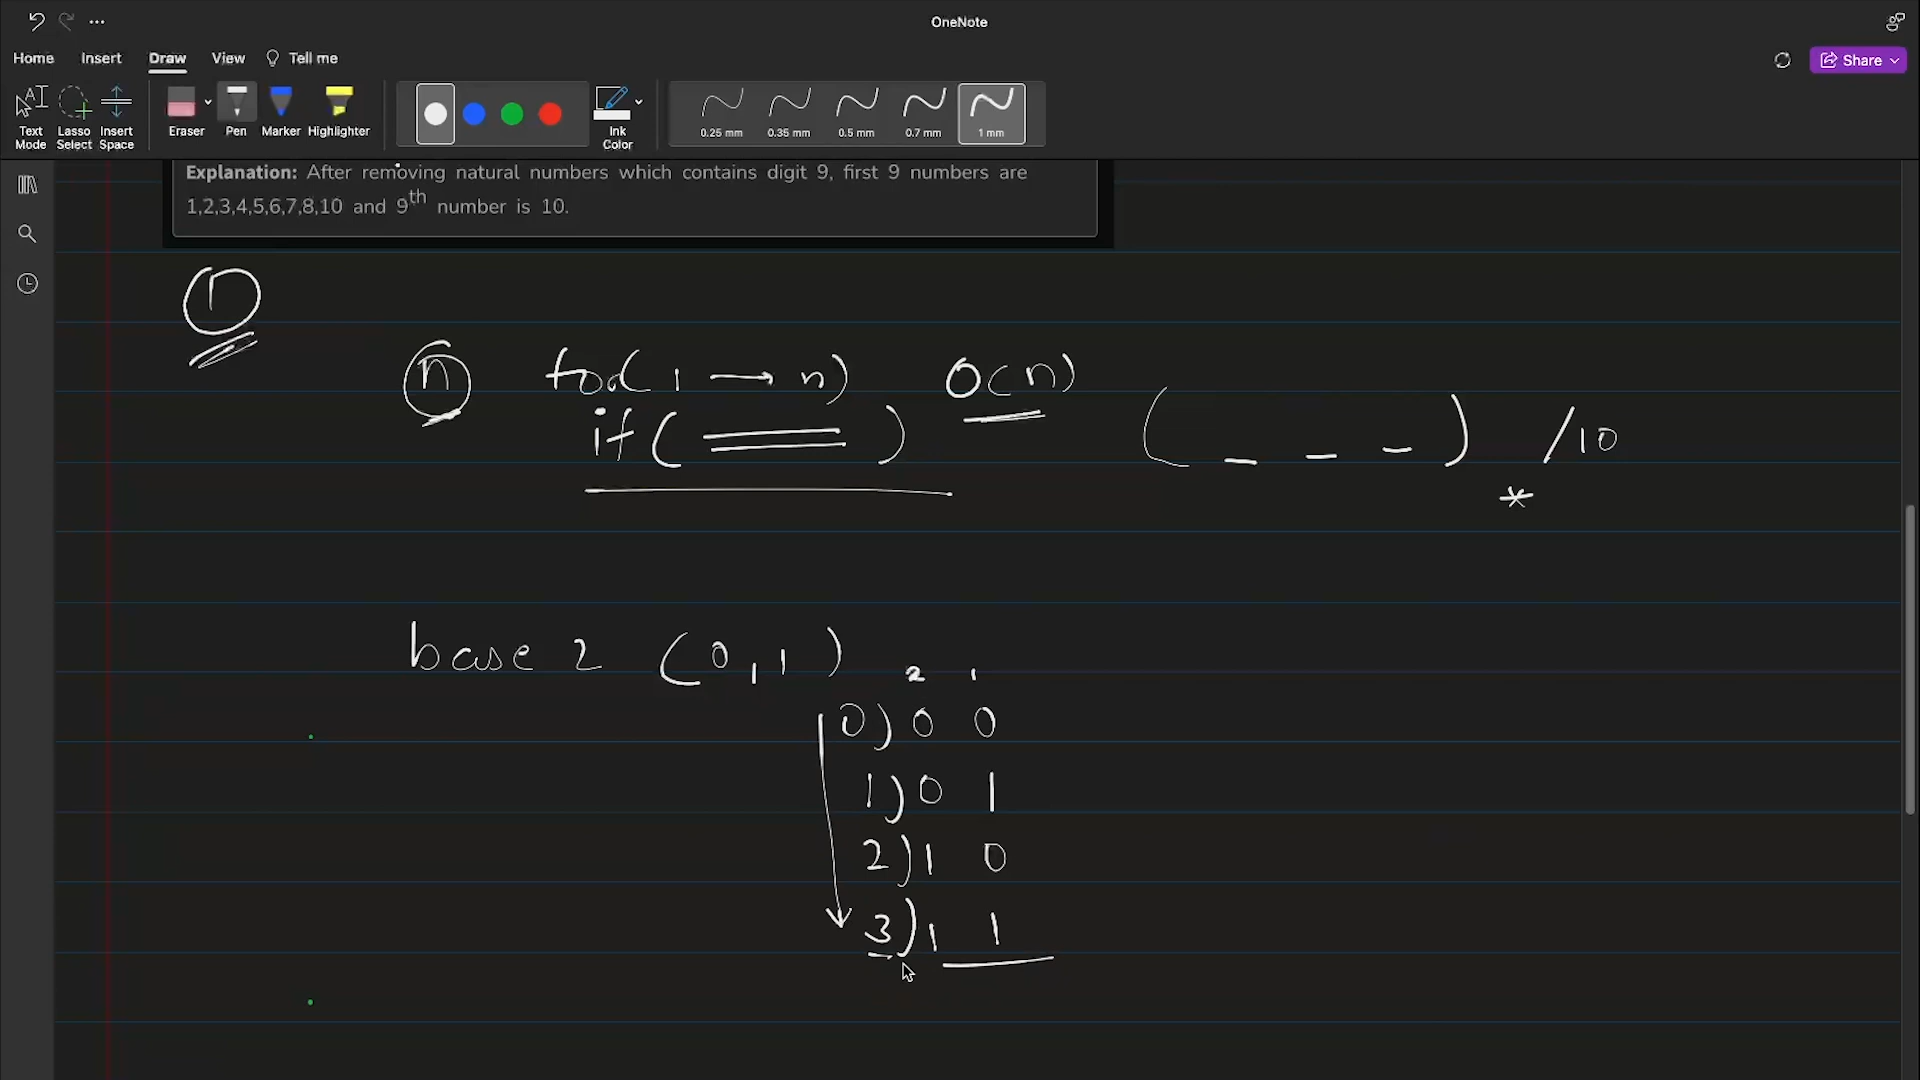 OneNote
Home Insert Draw View Tell me
Share
Text Mode
Lasso Select
Insert Space
Eraser
Pen
Marker
Highlighter
Ink Color
0.25 mm
0.35 mm
0.5 mm
0.7 mm
1 mm
Explanation: After removing natural numbers which contains digit 9, first 9 numbers are
1,2,3,4,5,6,7,8,10 and 9th number is 10.
1
n for(1 → n) O(n)
if( ) ( _ _ _ ) /10
*
base 2 (0,1)
2 1
0) 0 0
1) 0 1
2) 1 0
3) 1 1